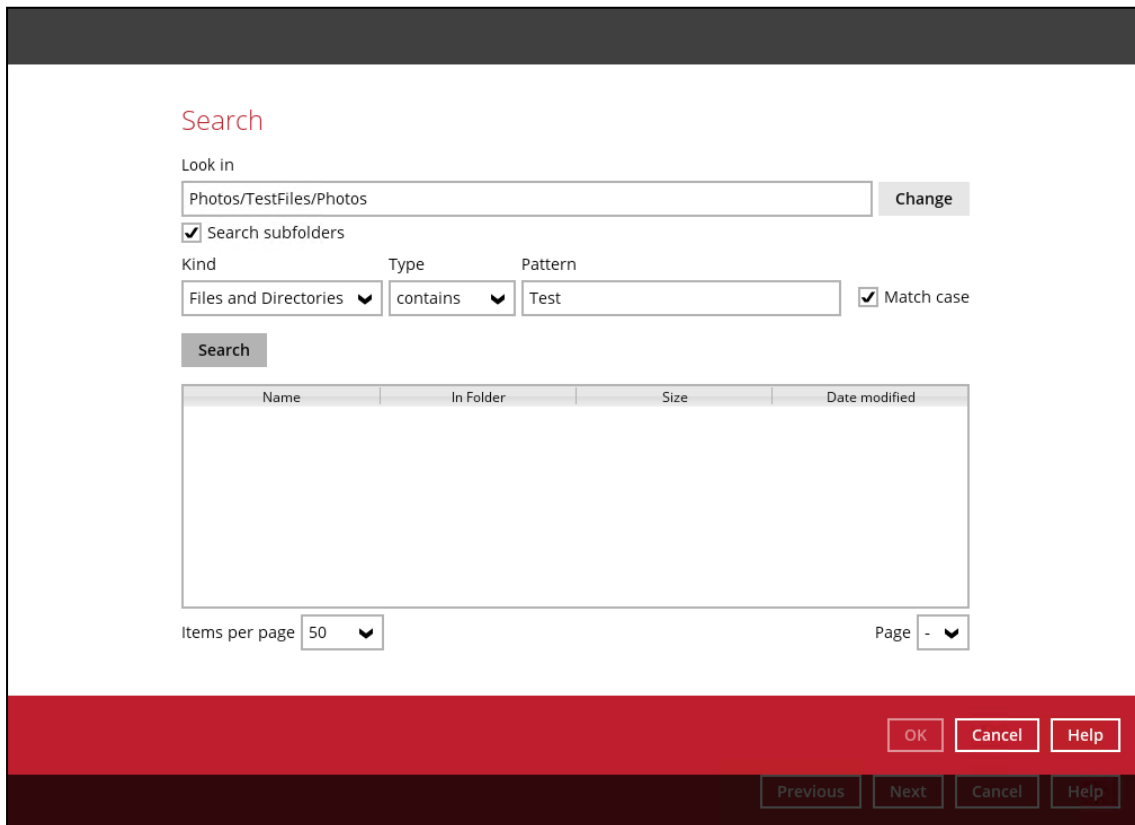 Search
Look in
Photos/TestFiles/Photos Change
Search subfolders
Kind Type Pattern
Files and Directories contains Test Match case
Search
Name In Folder Size Date modified
Items per page 50 Page -
OK Cancel Help
Previous Next Cancel Help